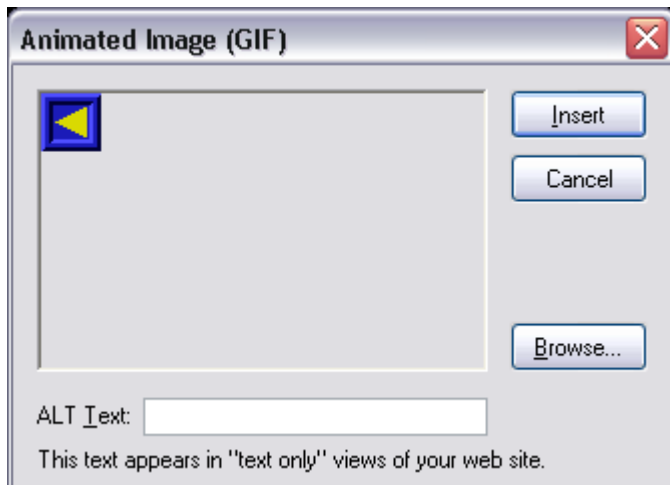 Animated Image (GIF)
Insert
Cancel
Browse...
ALT Text:
This text appears in "text only" views of your web site.